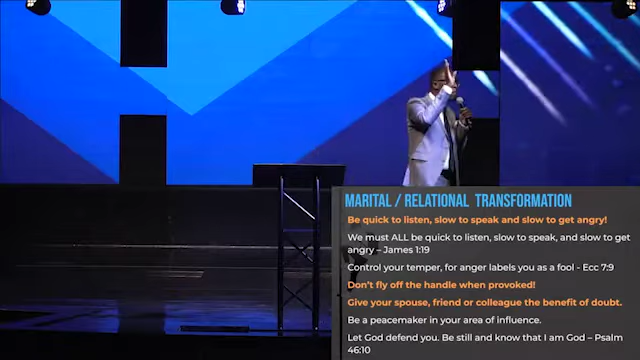 MARITAL / RELATIONAL TRANSFORMATION
Be quick to listen, slow to speak and slow to get angry!
We must ALL be quick to listen, slow to speak, and slow to get
angry – James 1:19
Control your temper, for anger labels you as a fool - Ecc 7:9
Don't fly off the handle when provoked!
Give your spouse, friend or colleague the benefit of doubt.
Be a peacemaker in your area of influence.
Let God defend you. Be still and know that I am God – Psalm
46:10